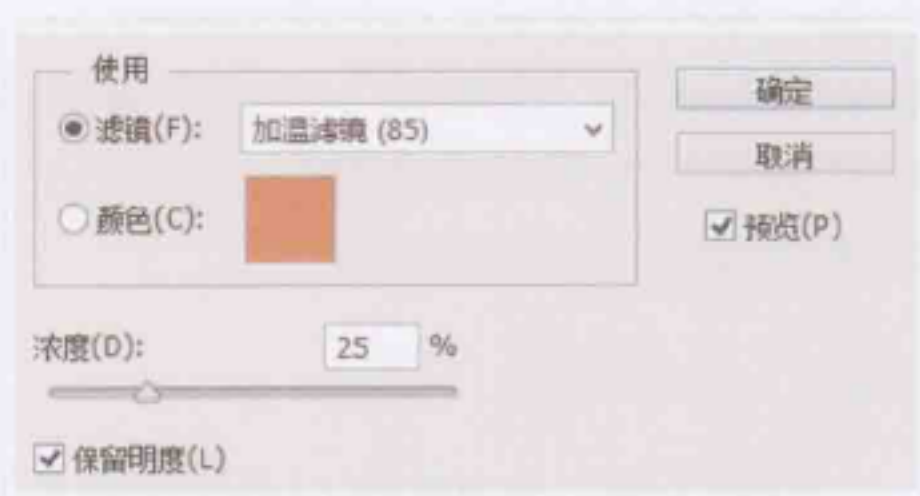 使用
滤镜(F): 加温滤镜 (85)
颜色(C):
确定
取消
预览(P)
浓度(D): 25 %
保留明度(L)